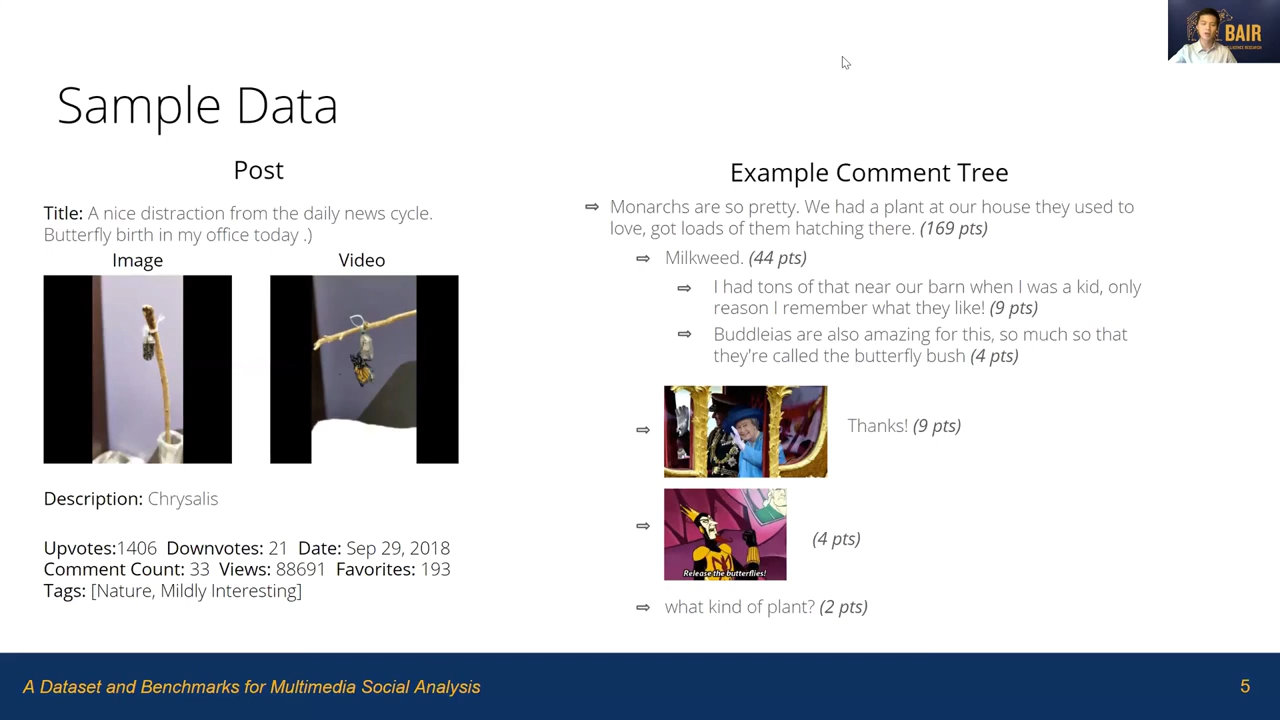 BAIR
Sample Data
Post
Title: A nice distraction from the daily news cycle.
Butterfly birth in my office today .)
Image
Video
Description: Chrysalis
Upvotes:1406 Downvotes: 21 Date: Sep 29, 2018
Comment Count: 33 Views: 88691 Favorites: 193
Tags: [Nature, Mildly Interesting]
Example Comment Tree
⇨ Monarchs are so pretty. We had a plant at our house they used to
love, got loads of them hatching there. (169 pts)
⇨ Milkweed. (44 pts)
⇨ I had tons of that near our barn when I was a kid, only
reason I remember what they like! (9 pts)
⇨ Buddleias are also amazing for this, so much so that
they're called the butterfly bush (4 pts)
⇨ Thanks! (9 pts)
⇨ (4 pts)
Release the butterflies!
⇨ what kind of plant? (2 pts)
A Dataset and Benchmarks for Multimedia Social Analysis
5